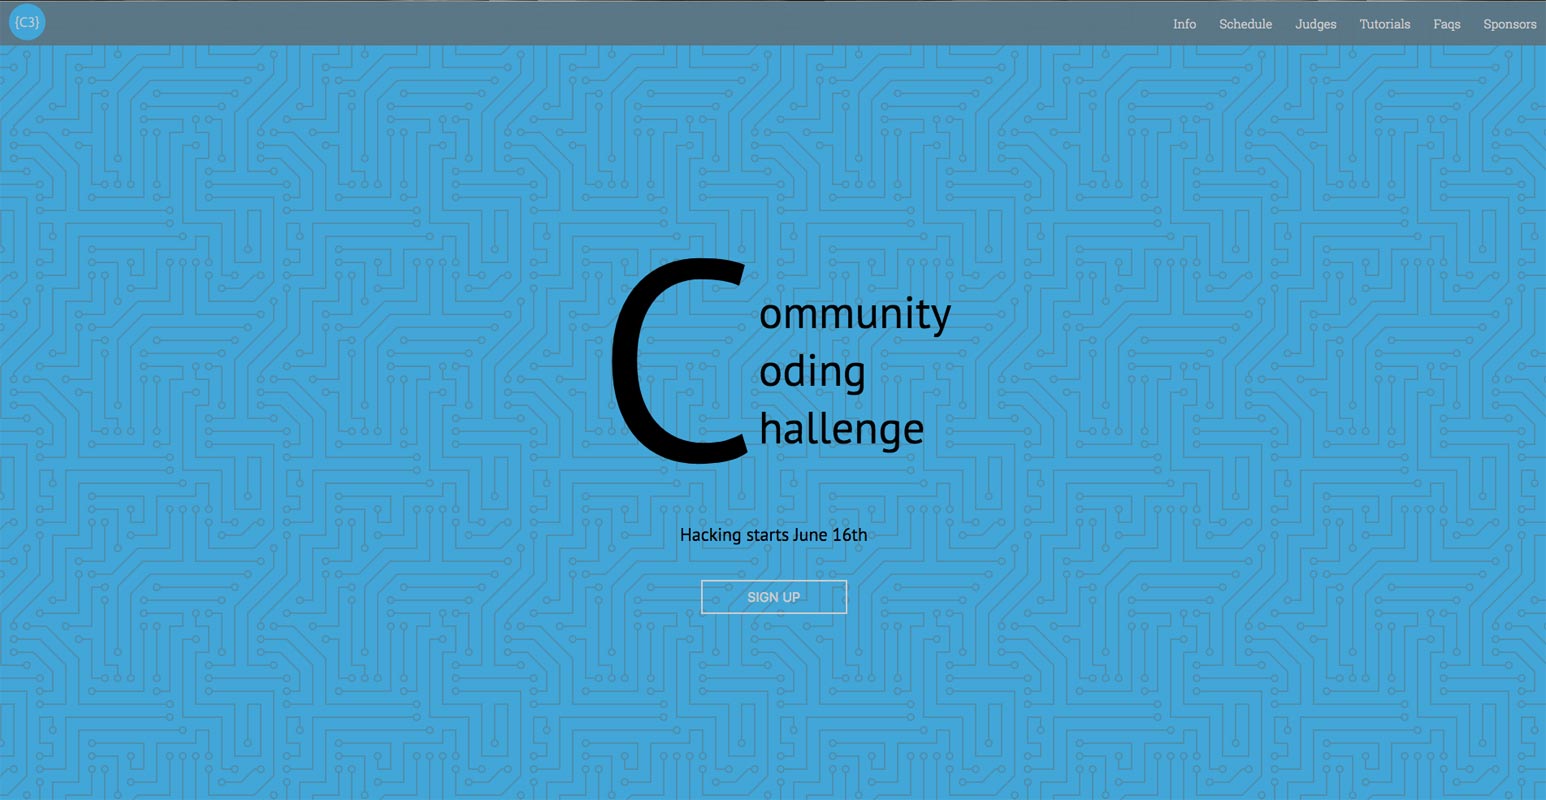 {C3}
Info Schedule Judges Tutorials Faqs Sponsors
C
ommunity
oding
hallenge
Hacking starts June 16th
SIGN UP